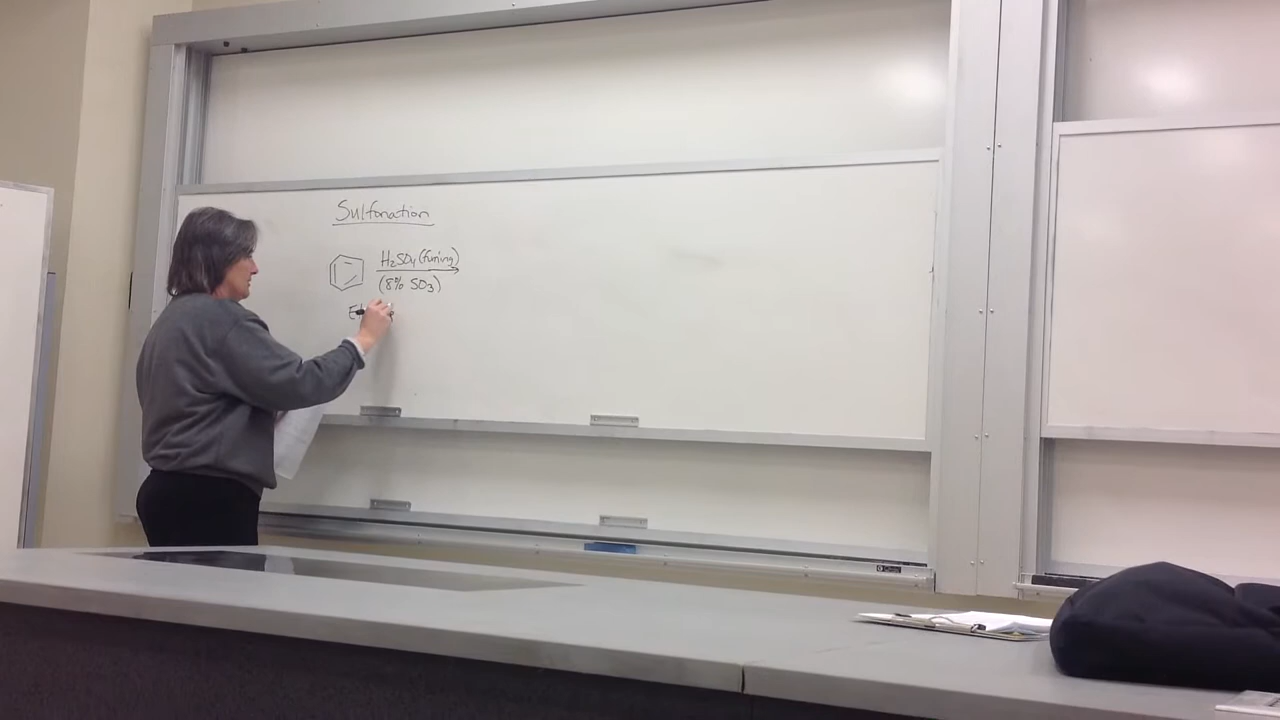 Sulfonation
H₂SO₄ (fuming)
(8% SO₃)